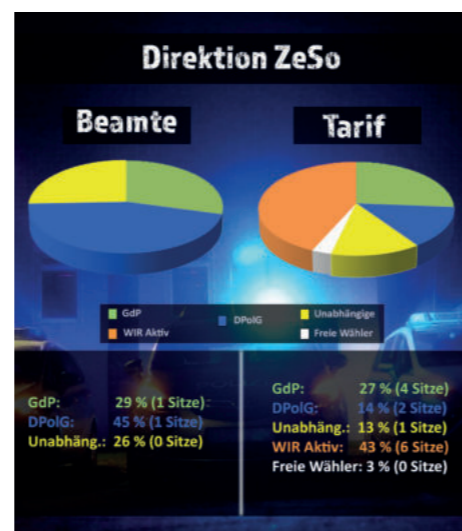 Direktion ZeSo
Beamte
Tarif
GdP
DPolG
Unabhängige
WIR Aktiv
Freie Wähler
GdP: 29 % (1 Sitze)
DPolG: 45 % (1 Sitze)
Unabhäng.: 26 % (0 Sitze)
GdP: 27 % (4 Sitze)
DPolG: 14 % (2 Sitze)
Unabhäng.: 13 % (1 Sitze)
WIR Aktiv: 43 % (6 Sitze)
Freie Wähler: 3 % (0 Sitze)